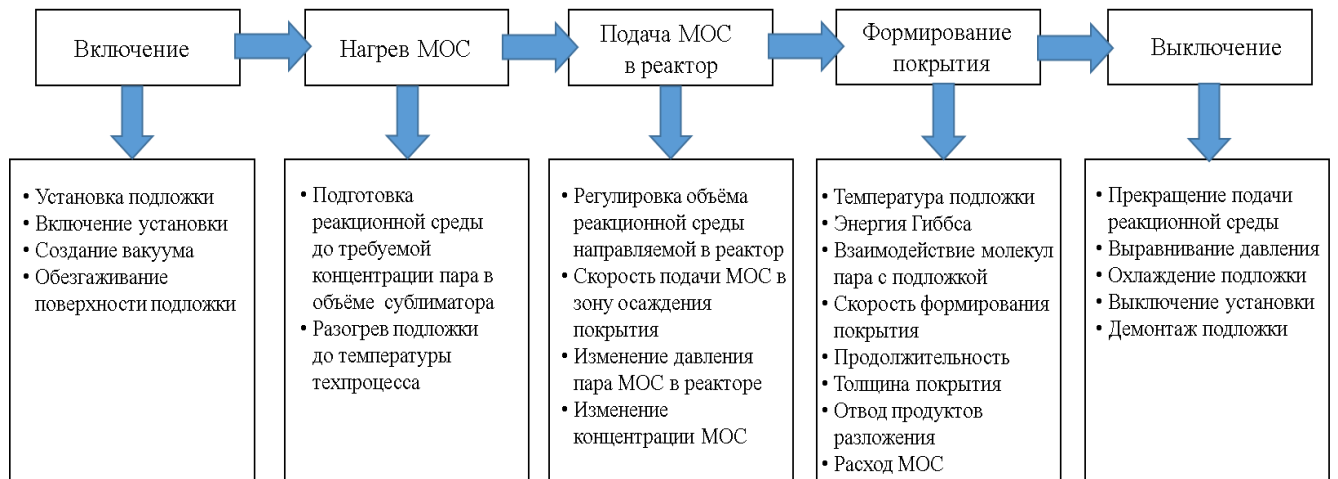 Включение
Нагрев МОС
Подача МОС
в реактор
Формирование
покрытия
Выключение
• Установка подложки
• Включение установки
• Создание вакуума
• Обезгаживание
поверхности подложки
• Подготовка
реакционной среды
до требуемой
концентрации пара в
объёме сублиматора
• Разогрев подложки
до температуры
техпроцесса
• Регулировка объёма
реакционной среды
направляемой в реактор
• Скорость подачи МОС в
зону осаждения
покрытия
• Изменение давления
пара МОС в реакторе
• Изменение
концентрации МОС
• Температура подложки
• Энергия Гиббса
• Взаимодействие молекул
пара с подложкой
• Скорость формирования
покрытия
• Продолжительность
• Толщина покрытия
• Отвод продуктов
разложения
• Расход МОС
• Прекращение подачи
реакционной среды
• Выравнивание давления
• Охлаждение подложки
• Выключение установки
• Демонтаж подложки